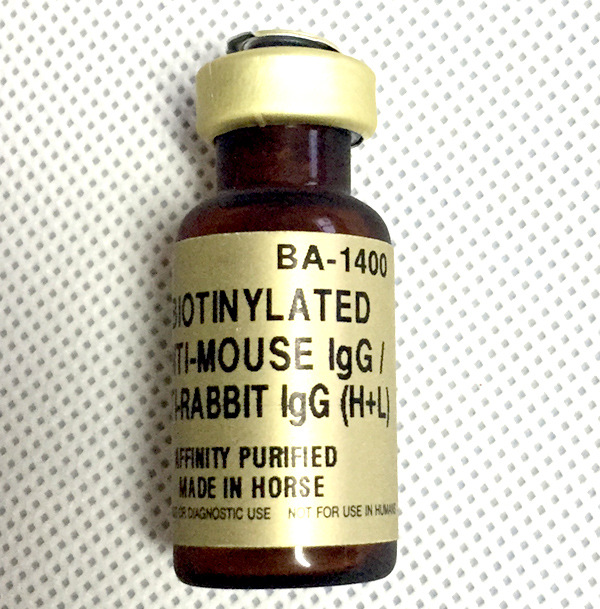 BA-1400
BIOTINYLATED
TI-MOUSE IgG /
-RABBIT IgG (H+L)
AFFINITY PURIFIED
MADE IN HORSE
OR DIAGNOSTIC USE NOT FOR USE IN HUMANS